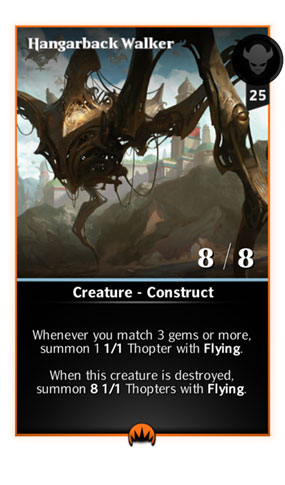 Hangarback Walker
25
8 / 8
Creature - Construct
Whenever you match 3 gems or more,
summon 1 1/1 Thopter with Flying.
When this creature is destroyed,
summon 8 1/1 Thopters with Flying.